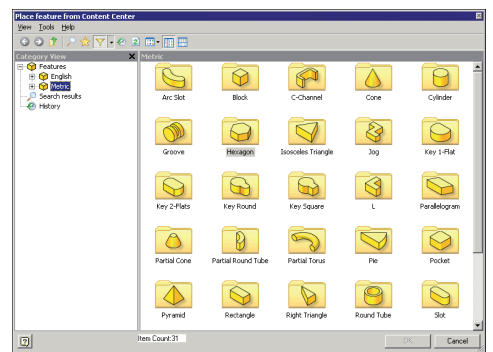 Place feature from Content Center
View Tools Help
Category View
Metric
Features
English
Metric
Search results
History
Arc Slot Block C-Channel Cone Cylinder
Groove Hexagon Isosceles Triangle Jog Key 1-Flat
Key 2-Flats Key Round Key Square L Parallelogram
Partial Cone Partial Round Tube Partial Torus Pie Pocket
Pyramid Rectangle Right Triangle Round Tube Slot
Item Count:31
OK Cancel